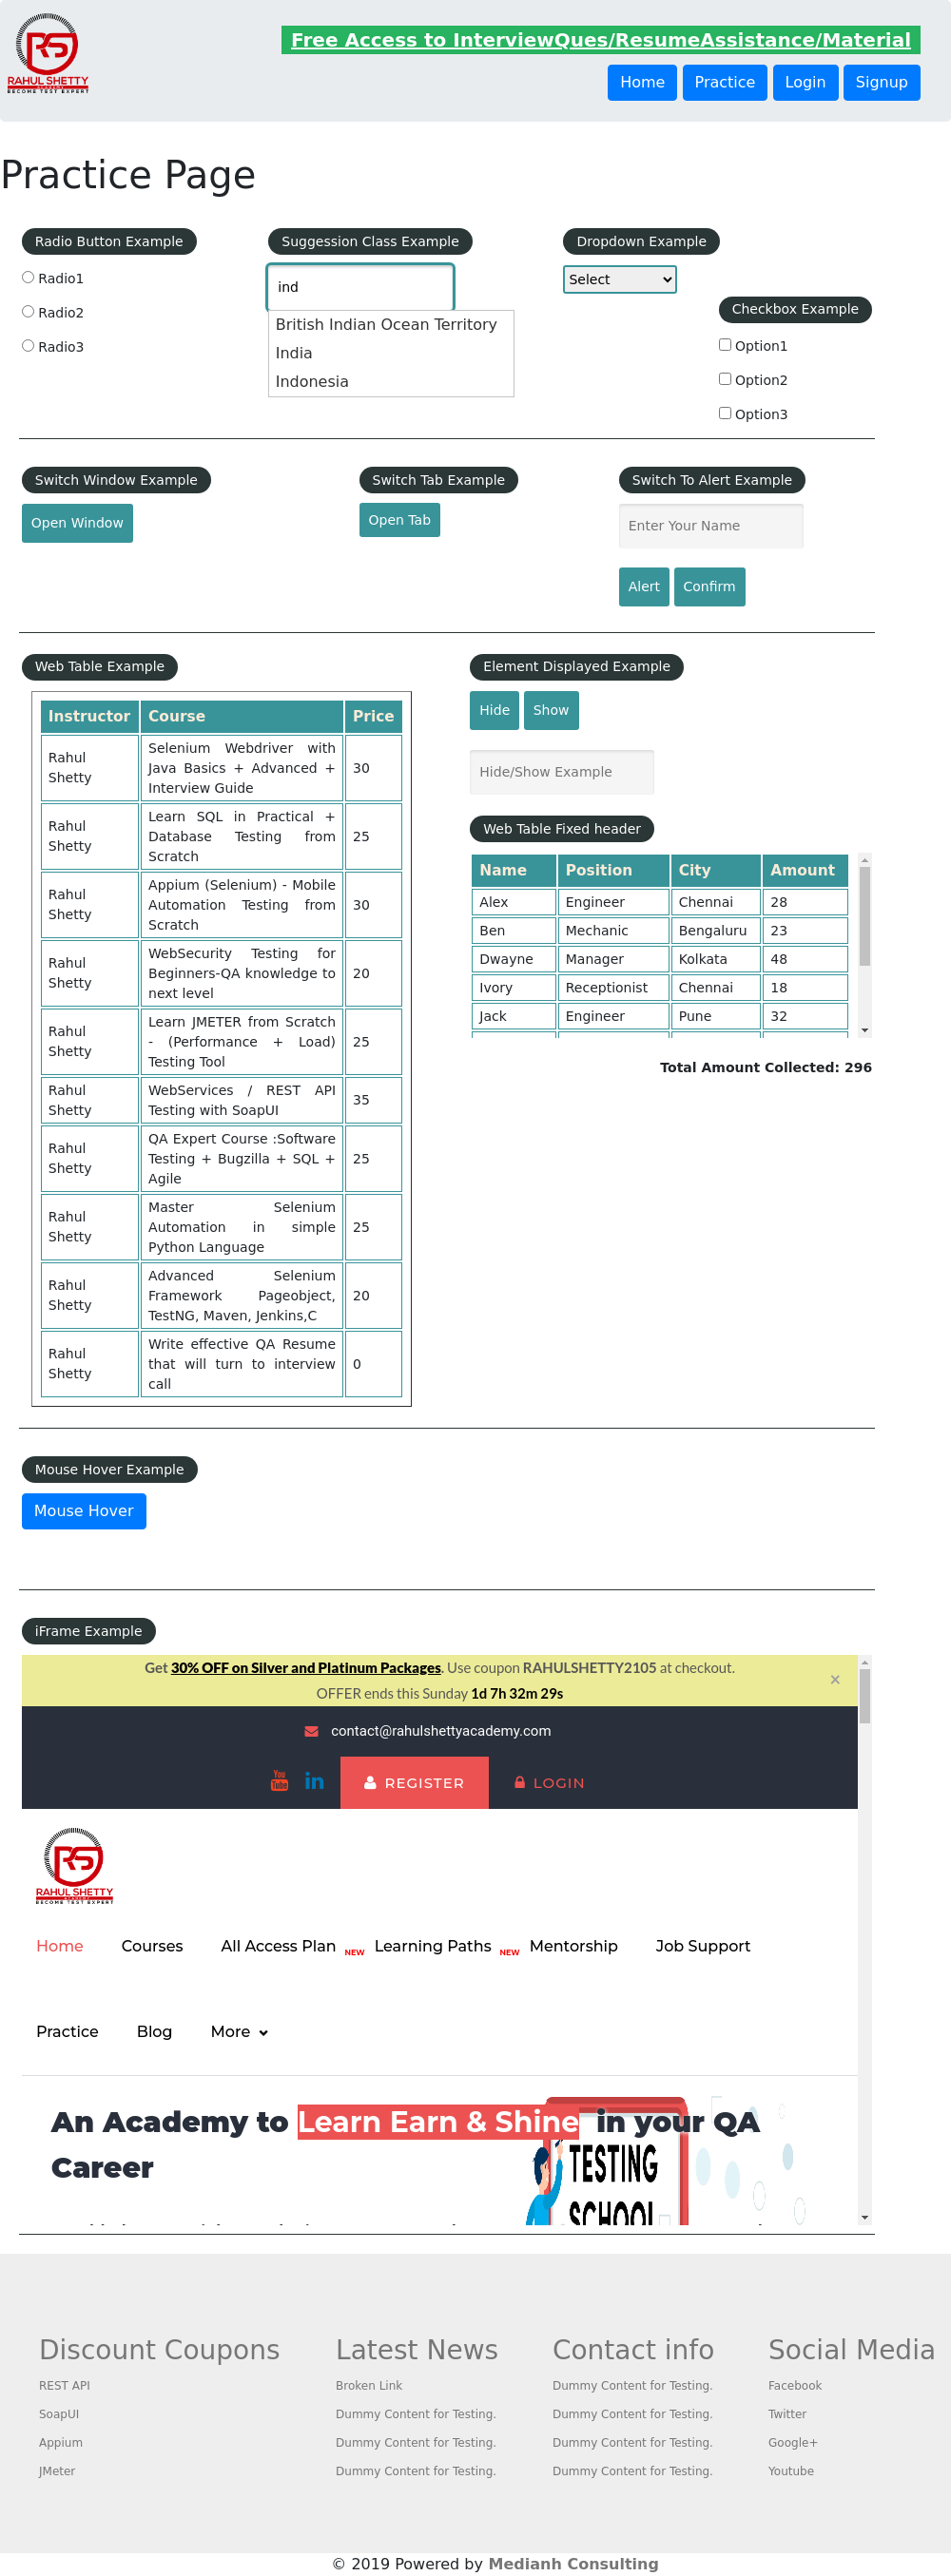 RAHUL SHETTY
ACADEMY
BECOME TEST EXPERT
Free Access to InterviewQues/ResumeAssistance/Material
Home Practice Login Signup
Practice Page
Radio Button Example
Radio1
Radio2
Radio3
Suggession Class Example
ind
British Indian Ocean Territory
India
Indonesia
Dropdown Example
Select
Checkbox Example
Option1
Option2
Option3
Switch Window Example
Open Window
Switch Tab Example
Open Tab
Switch To Alert Example
Enter Your Name
Alert Confirm
Web Table Example
Instructor Course Price
Rahul Shetty Selenium Webdriver with Java Basics + Advanced + Interview Guide 30
Rahul Shetty Learn SQL in Practical + Database Testing from Scratch 25
Rahul Shetty Appium (Selenium) - Mobile Automation Testing from Scratch 30
Rahul Shetty WebSecurity Testing for Beginners-QA knowledge to next level 20
Rahul Shetty Learn JMETER from Scratch - (Performance + Load) Testing Tool 25
Rahul Shetty WebServices / REST API Testing with SoapUI 35
Rahul Shetty QA Expert Course :Software Testing + Bugzilla + SQL + Agile 25
Rahul Shetty Master Selenium Automation in simple Python Language 25
Rahul Shetty Advanced Selenium Framework Pageobject, TestNG, Maven, Jenkins,C 20
Rahul Shetty Write effective QA Resume that will turn to interview call 0
Element Displayed Example
Hide Show
Hide/Show Example
Web Table Fixed header
Name Position City Amount
Alex Engineer Chennai 28
Ben Mechanic Bengaluru 23
Dwayne Manager Kolkata 48
Ivory Receptionist Chennai 18
Jack Engineer Pune 32
Total Amount Collected: 296
Mouse Hover Example
Mouse Hover
iFrame Example
Get 30% OFF on Silver and Platinum Packages. Use coupon RAHULSHETTY2105 at checkout.
OFFER ends this Sunday 1d 7h 32m 29s
×
contact@rahulshettyacademy.com
You Tube in REGISTER LOGIN
RAHUL SHETTY
ACADEMY
BECOME TEST EXPERT
Home Courses All Access Plan NEW Learning Paths NEW Mentorship Job Support
Practice Blog More
An Academy to Learn Earn & Shine in your QA
Career
TESTING
SCHOOL
Discount Coupons
REST API
SoapUI
Appium
JMeter
Latest News
Broken Link
Dummy Content for Testing.
Dummy Content for Testing.
Dummy Content for Testing.
Contact info
Dummy Content for Testing.
Dummy Content for Testing.
Dummy Content for Testing.
Dummy Content for Testing.
Social Media
Facebook
Twitter
Google+
Youtube
© 2019 Powered by Medianh Consulting